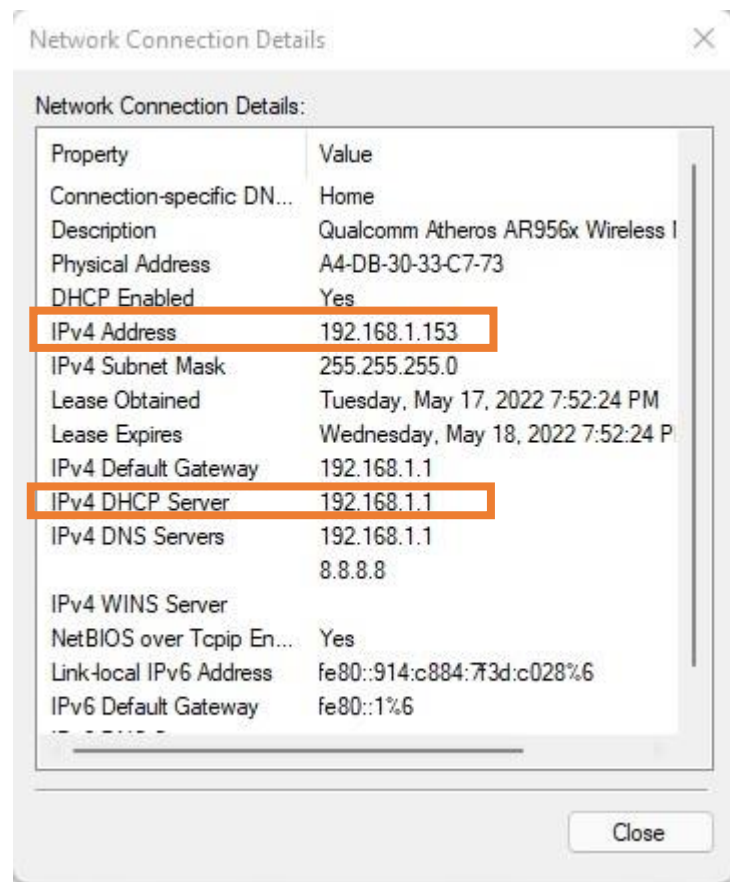 Network Connection Details
Network Connection Details:
Property Value
Connection-specific DN... Home
Description Qualcomm Atheros AR956x Wireless
Physical Address A4-DB-30-33-C7-73
DHCP Enabled Yes
IPv4 Address 192.168.1.153
IPv4 Subnet Mask 255.255.255.0
Lease Obtained Tuesday, May 17, 2022 7:52:24 PM
Lease Expires Wednesday, May 18, 2022 7:52:24 P
IPv4 Default Gateway 192.168.1.1
IPv4 DHCP Server 192.168.1.1
IPv4 DNS Servers 192.168.1.1
8.8.8.8
IPv4 WINS Server
NetBIOS over Tcpip En... Yes
Link-local IPv6 Address fe80::914:c884:7f3d:c028%6
IPv6 Default Gateway fe80::1%6
Close